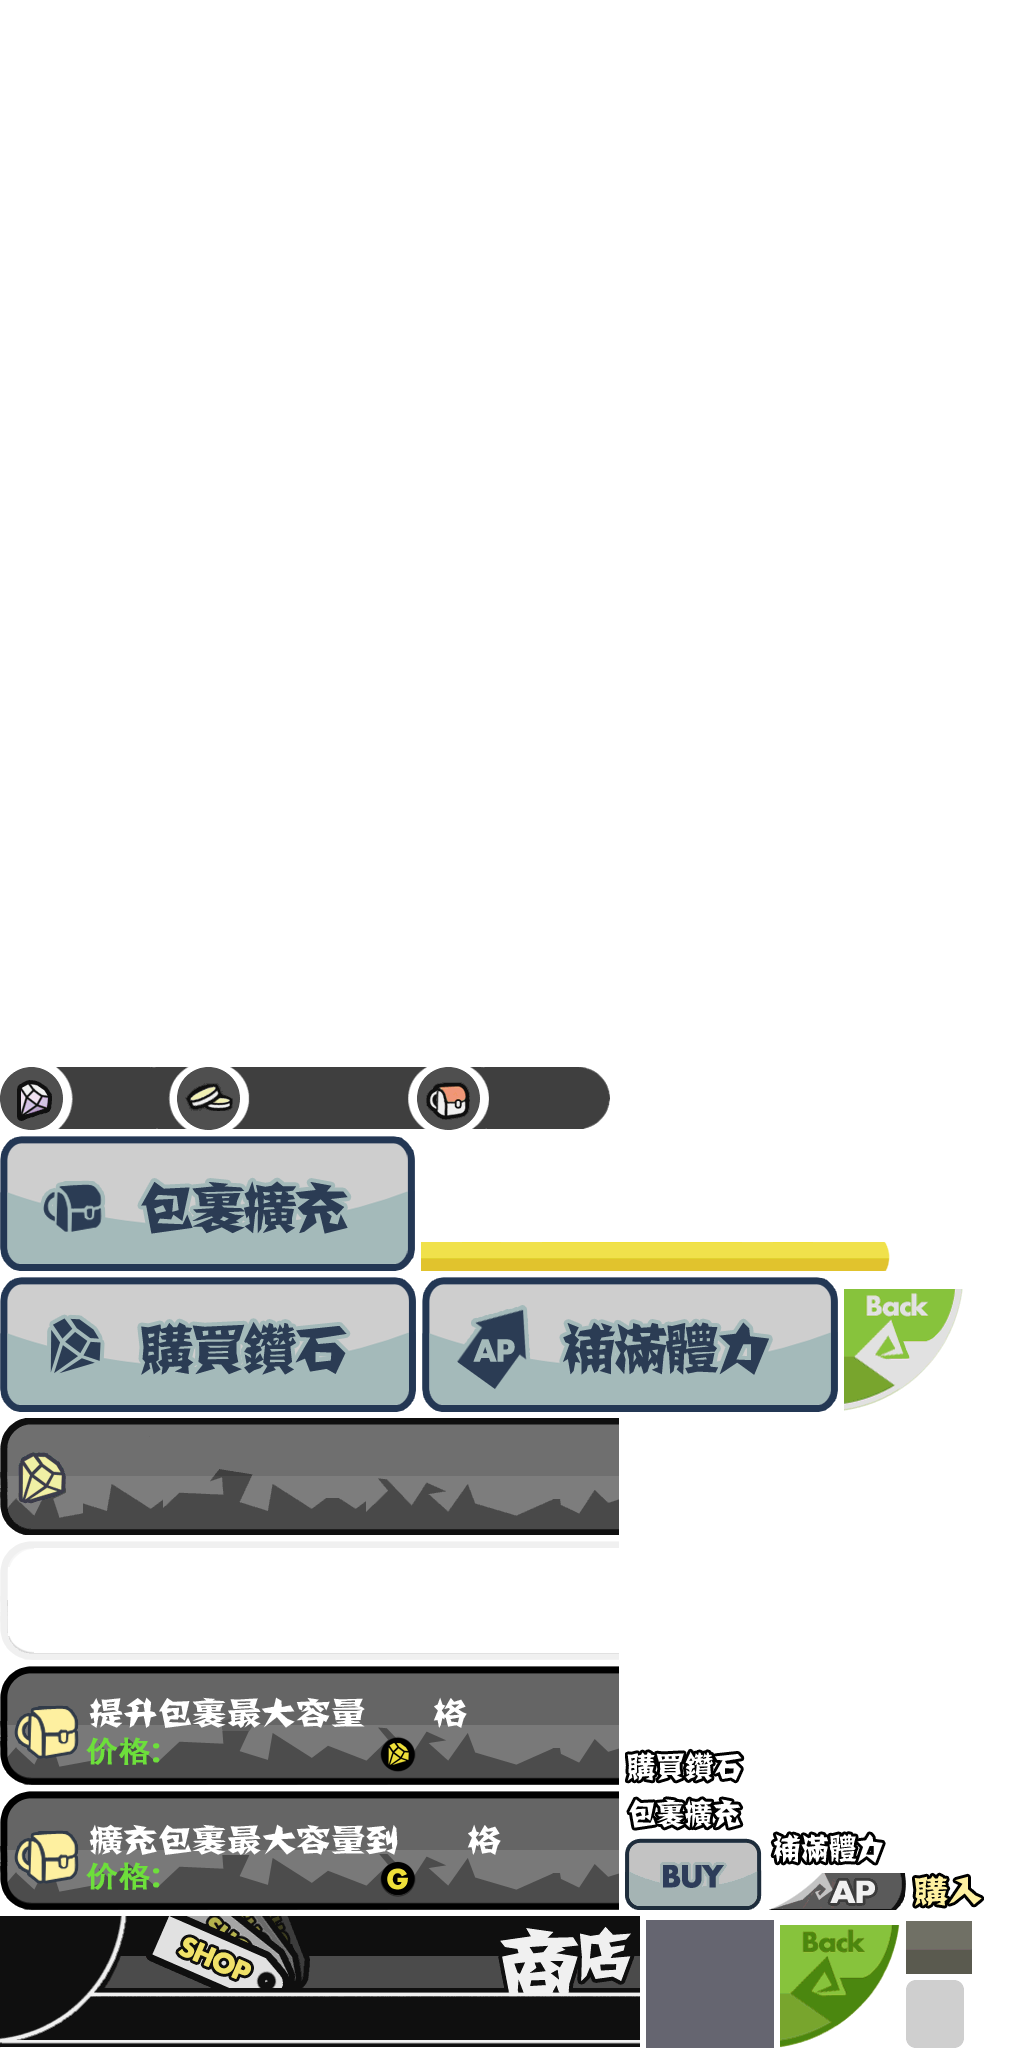 包裹擴充
購買鑽石
AP 補滿體力
Back
提升包裹最大容量 格
价格:
購買鑽石
包裹擴充
擴充包裹最大容量到 格
价格: G
BUY
補滿體力
AP
購入
SHOP
商店
Back